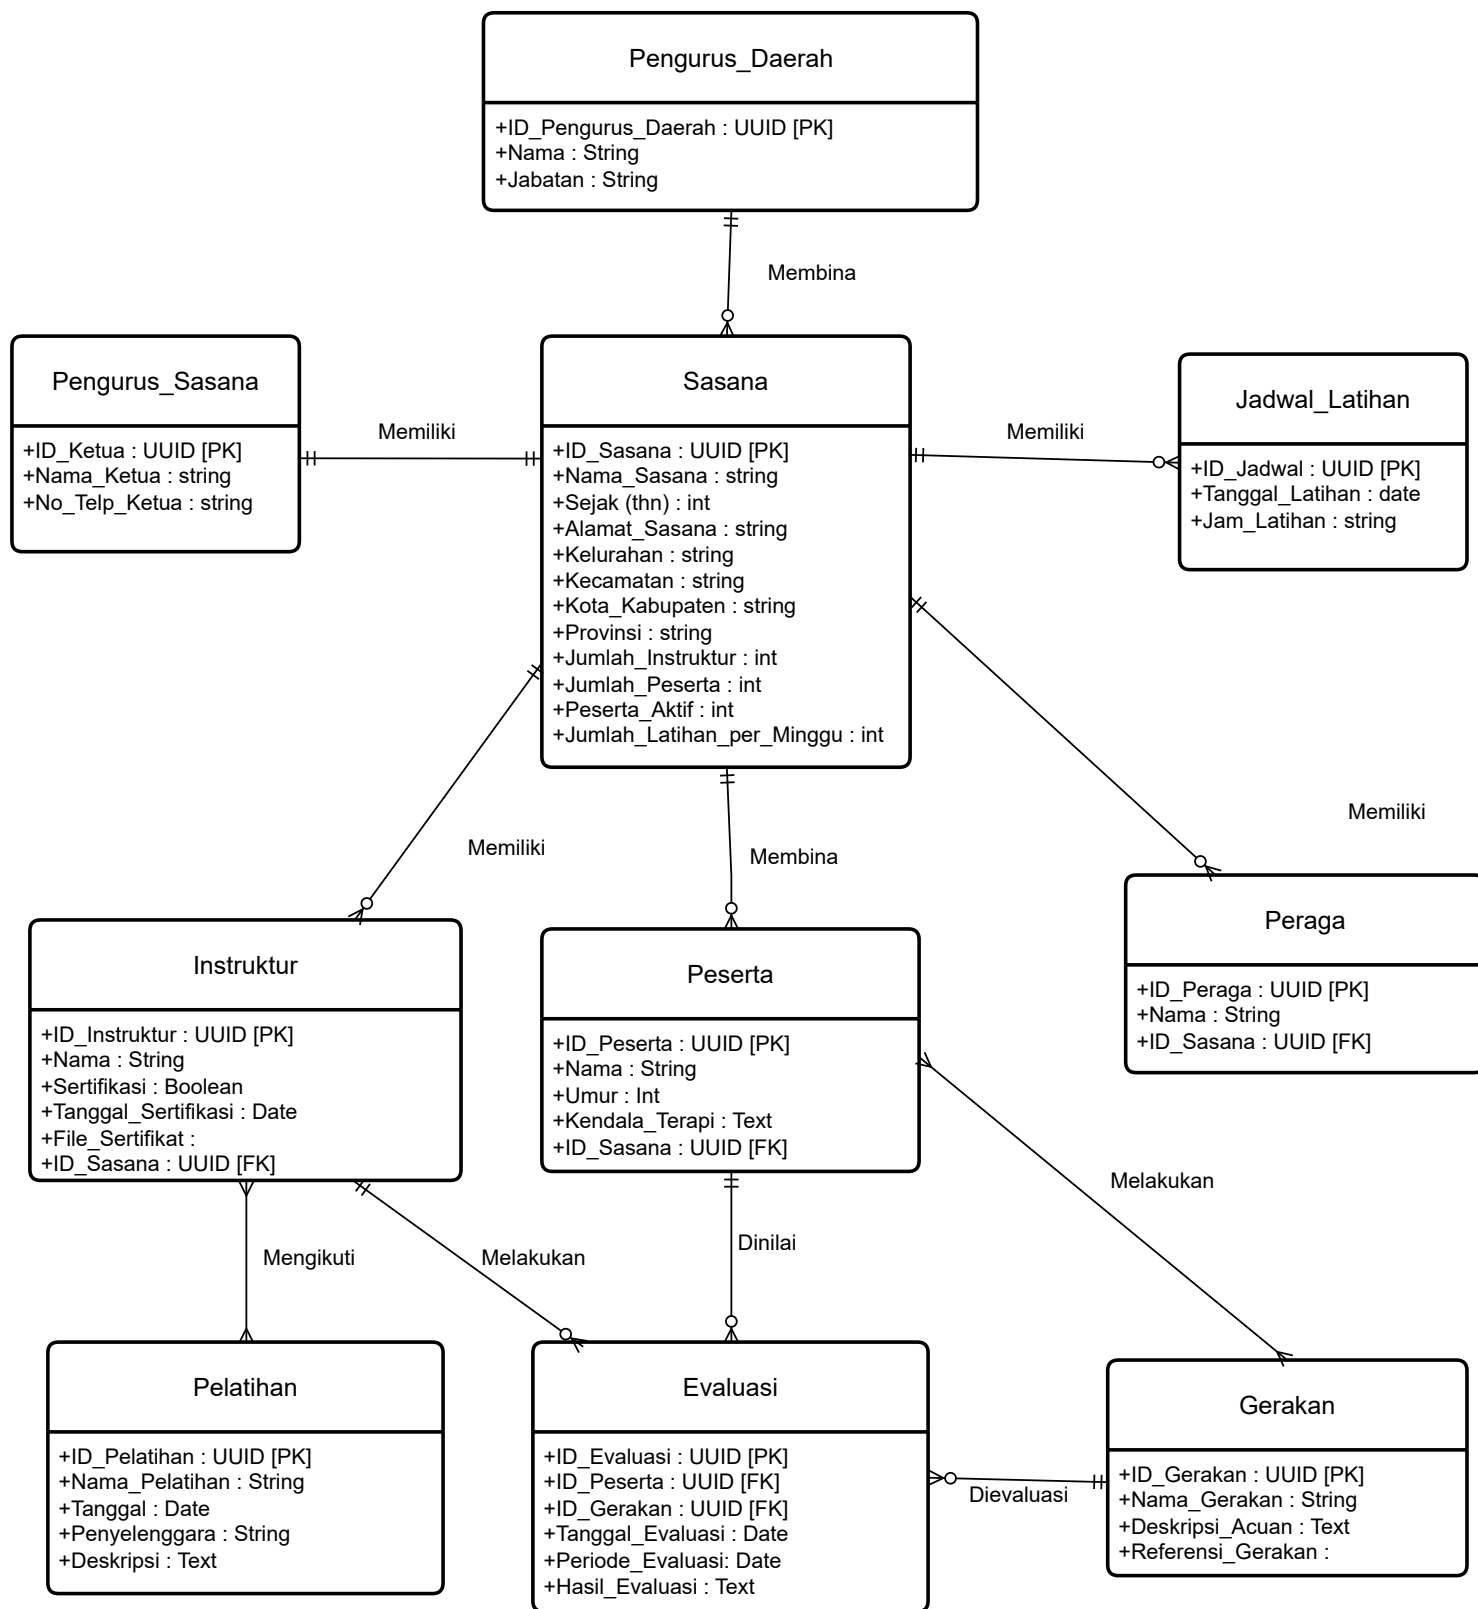 Pengurus_Daerah
+ID_Pengurus_Daerah : UUID [PK]
+Nama : String
+Jabatan : String
Membina
Pengurus_Sasana
+ID_Ketua : UUID [PK]
+Nama_Ketua : string
+No_Telp_Ketua : string
Memiliki
Sasana
+ID_Sasana : UUID [PK]
+Nama_Sasana : string
+Sejak (thn) : int
+Alamat_Sasana : string
+Kelurahan : string
+Kecamatan : string
+Kota_Kabupaten : string
+Provinsi : string
+Jumlah_Instruktur : int
+Jumlah_Peserta : int
+Peserta_Aktif : int
+Jumlah_Latihan_per_Minggu : int
Memiliki
Jadwal_Latihan
+ID_Jadwal : UUID [PK]
+Tanggal_Latihan : date
+Jam_Latihan : string
Memiliki
Membina
Memiliki
Instruktur
+ID_Instruktur : UUID [PK]
+Nama : String
+Sertifikasi : Boolean
+Tanggal_Sertifikasi : Date
+File_Sertifikat :
+ID_Sasana : UUID [FK]
Peserta
+ID_Peserta : UUID [PK]
+Nama : String
+Umur : Int
+Kendala_Terapi : Text
+ID_Sasana : UUID [FK]
Peraga
+ID_Peraga : UUID [PK]
+Nama : String
+ID_Sasana : UUID [FK]
Mengikuti
Melakukan
Dinilai
Melakukan
Pelatihan
+ID_Pelatihan : UUID [PK]
+Nama_Pelatihan : String
+Tanggal : Date
+Penyelenggara : String
+Deskripsi : Text
Evaluasi
+ID_Evaluasi : UUID [PK]
+ID_Peserta : UUID [FK]
+ID_Gerakan : UUID [FK]
+Tanggal_Evaluasi : Date
+Periode_Evaluasi: Date
+Hasil_Evaluasi : Text
Dievaluasi
Gerakan
+ID_Gerakan : UUID [PK]
+Nama_Gerakan : String
+Deskripsi_Acuan : Text
+Referensi_Gerakan :